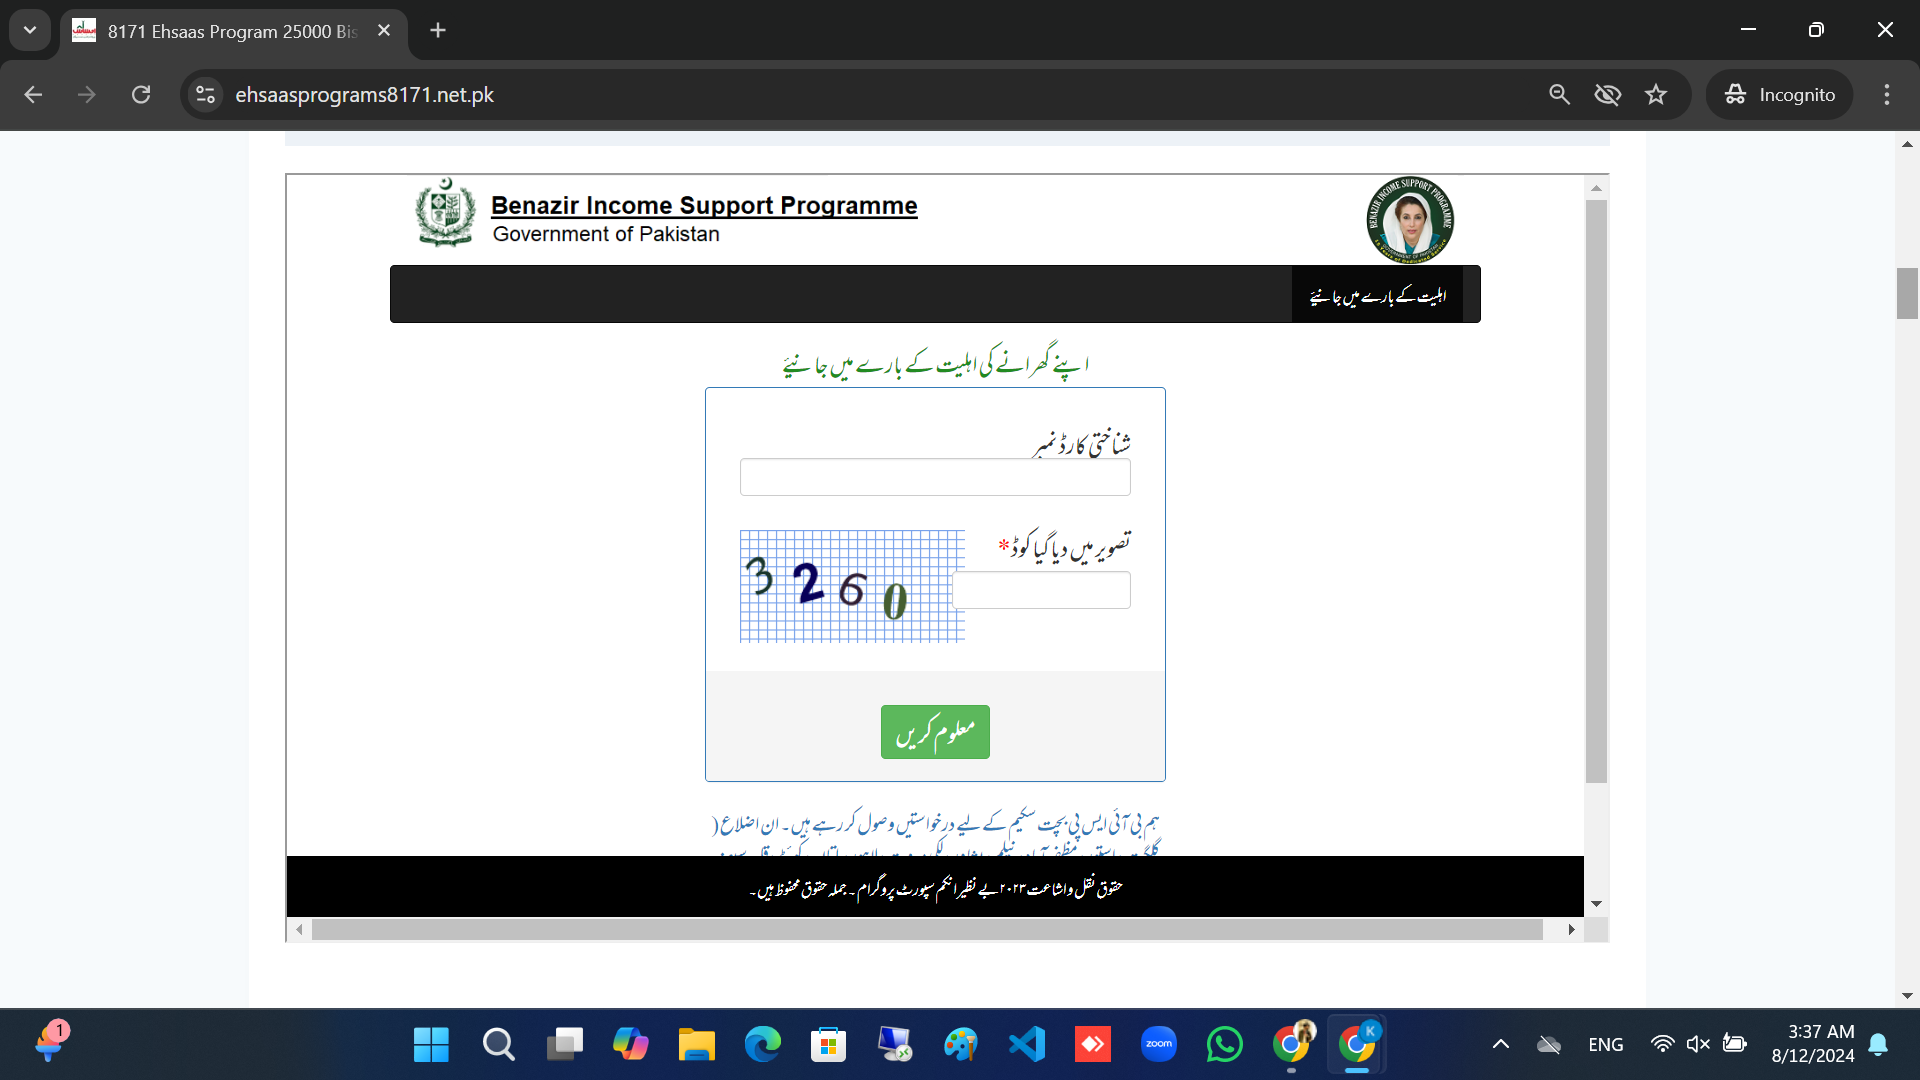 8171 Ehsaas Program 25000 Bis
ehsaasprograms8171.net.pk
Incognito
Benazir Income Support Programme
Government of Pakistan
BENAZIR INCOME SUPPORT PROGRAMME
اہلیت کے بارے میں جانیئے
اپنے گھرانے کی اہلیت کے بارے میں جانیئے
شناختی کارڈ نمبر
تصویر میں دیا گیا کوڈ*
3260
معلوم کریں
ہم بی آئی ایس پی بچت سکیم کے لیے درخواستیں وصول کر رہے ہیں۔ ان اضلاع (
حقوق نقل و اشاعت ۲۰۲۳ بے نظیر انکم سپورٹ پروگرام۔ جملہ حقوق محفوظ ہیں۔
1
zoom
K
ENG
3:37 AM
8/12/2024